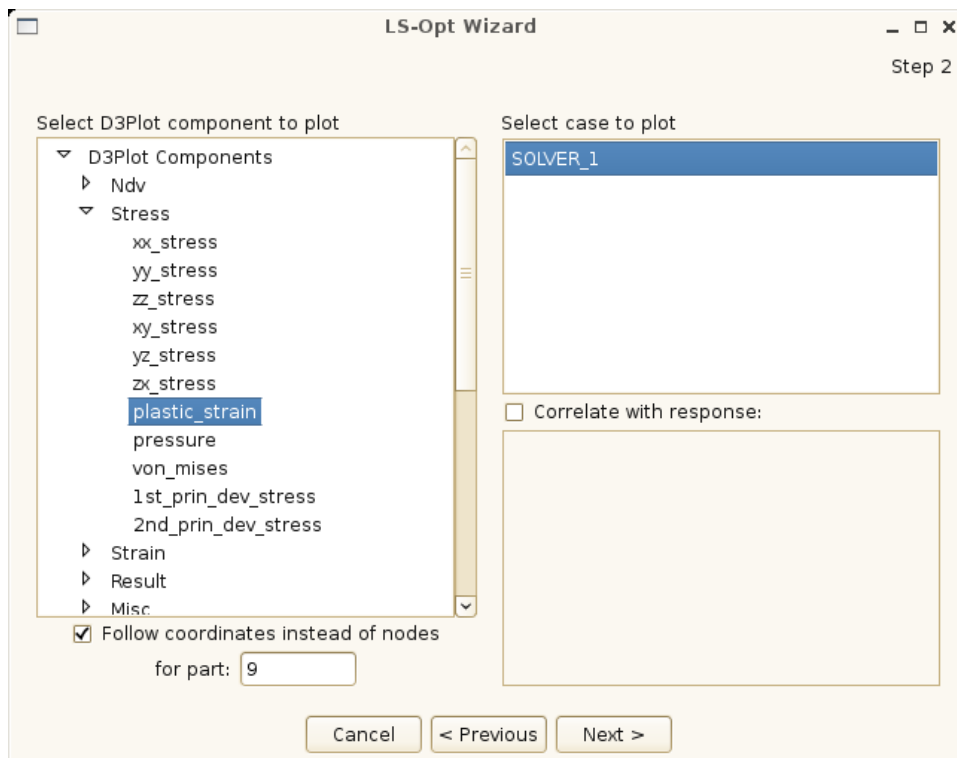 LS-Opt Wizard
Step 2
Select D3Plot component to plot
D3Plot Components
Ndv
Stress
xx_stress
yy_stress
zz_stress
xy_stress
yz_stress
zx_stress
plastic_strain
pressure
von_mises
1st_prin_dev_stress
2nd_prin_dev_stress
Strain
Result
Misc
Follow coordinates instead of nodes
for part: 9
Select case to plot
SOLVER_1
Correlate with response:
Cancel
< Previous
Next >